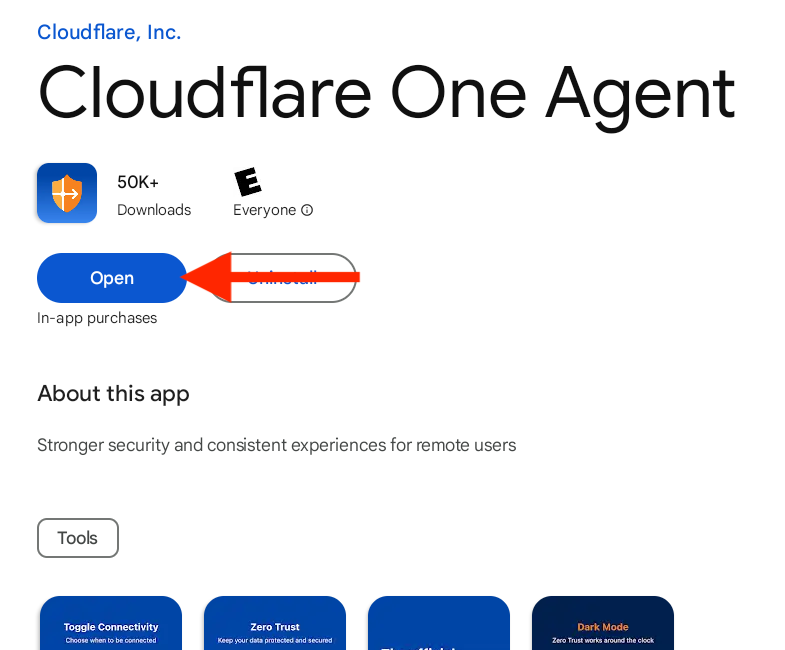 Cloudflare, Inc.
Cloudflare One Agent
50K+
Downloads
E
Everyone
Open
Uninstall
In-app purchases
About this app
Stronger security and consistent experiences for remote users
Tools
Toggle Connectivity
Choose when to be connected
Zero Trust
Keep your data protected and secured
Dark Mode
Zero Trust works around the clock